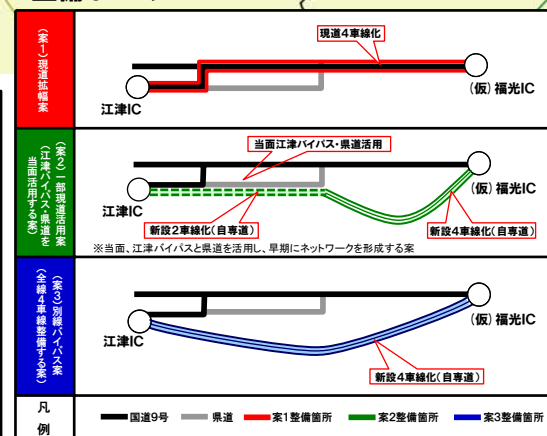 (案1)現道拡幅案
現道4車線化
江津IC
(仮)福光IC
(案2)一部現道活用案
(江津バイパス・県道を
当面活用する案)
当面江津バイパス・県道活用
江津IC
(仮)福光IC
新設2車線化(自専道)
新設4車線化(自専道)
※当面、江津バイパスと県道を活用し、早期にネットワークを形成する案
(案3)別線バイパス案
(全線4車線整備する案)
江津IC
(仮)福光IC
新設4車線化(自専道)
凡例
国道9号 県道 案1整備箇所 案2整備箇所 案3整備箇所